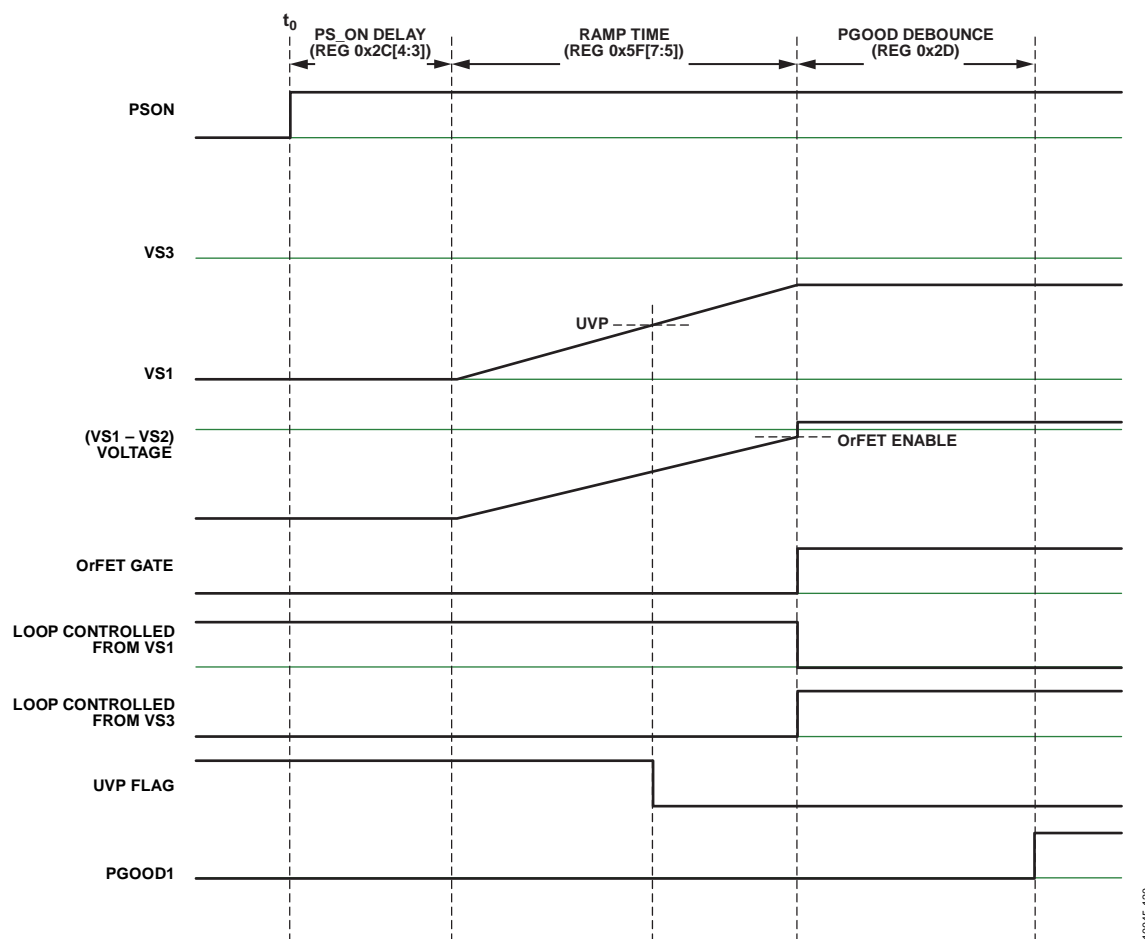 t0
PS_ON DELAY
(REG 0x2C[4:3])
RAMP TIME
(REG 0x5F[7:5])
PGOOD DEBOUNCE
(REG 0x2D)
PSON
VS3
UVP
VS1
(VS1 – VS2)
VOLTAGE
OrFET ENABLE
OrFET GATE
LOOP CONTROLLED
FROM VS1
LOOP CONTROLLED
FROM VS3
UVP FLAG
PGOOD1